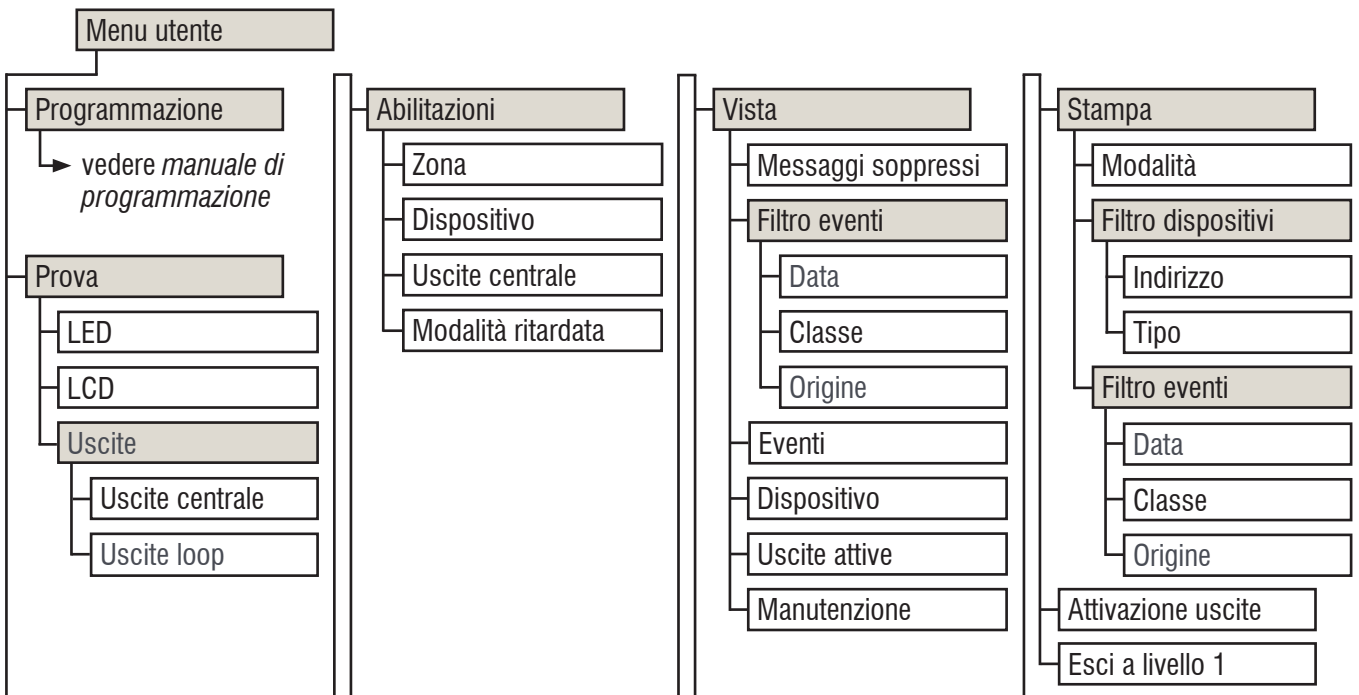 Menu utente
Programmazione
vedere manuale di
programmazione
Prova
LED
LCD
Uscite
Uscite centrale
Uscite loop
Abilitazioni
Zona
Dispositivo
Uscite centrale
Modalità ritardata
Vista
Messaggi soppressi
Filtro eventi
Data
Classe
Origine
Eventi
Dispositivo
Uscite attive
Manutenzione
Stampa
Modalità
Filtro dispositivi
Indirizzo
Tipo
Filtro eventi
Data
Classe
Origine
Attivazione uscite
Esci a livello 1